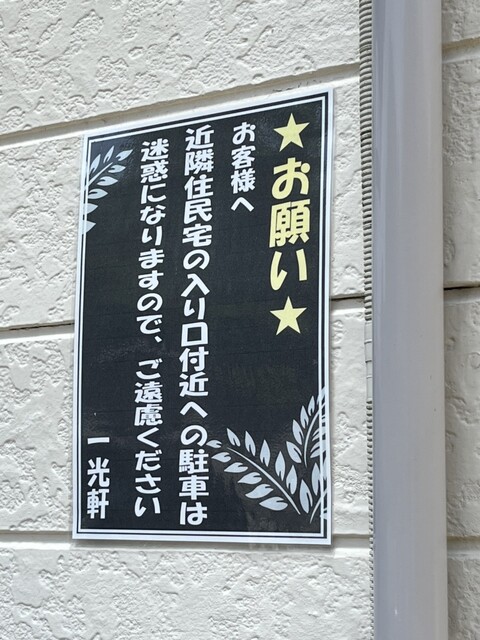 ★お願い★
お客様へ
近隣住民宅の入り口付近への駐車は
迷惑になりますので、ご遠慮ください
一光軒